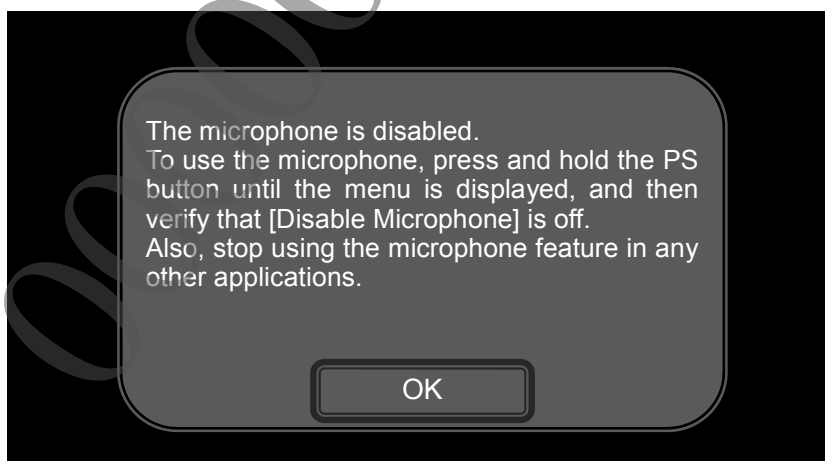 The microphone is disabled.
To use the microphone, press and hold the PS
button until the menu is displayed, and then
verify that [Disable Microphone] is off.
Also, stop using the microphone feature in any
other applications.
OK